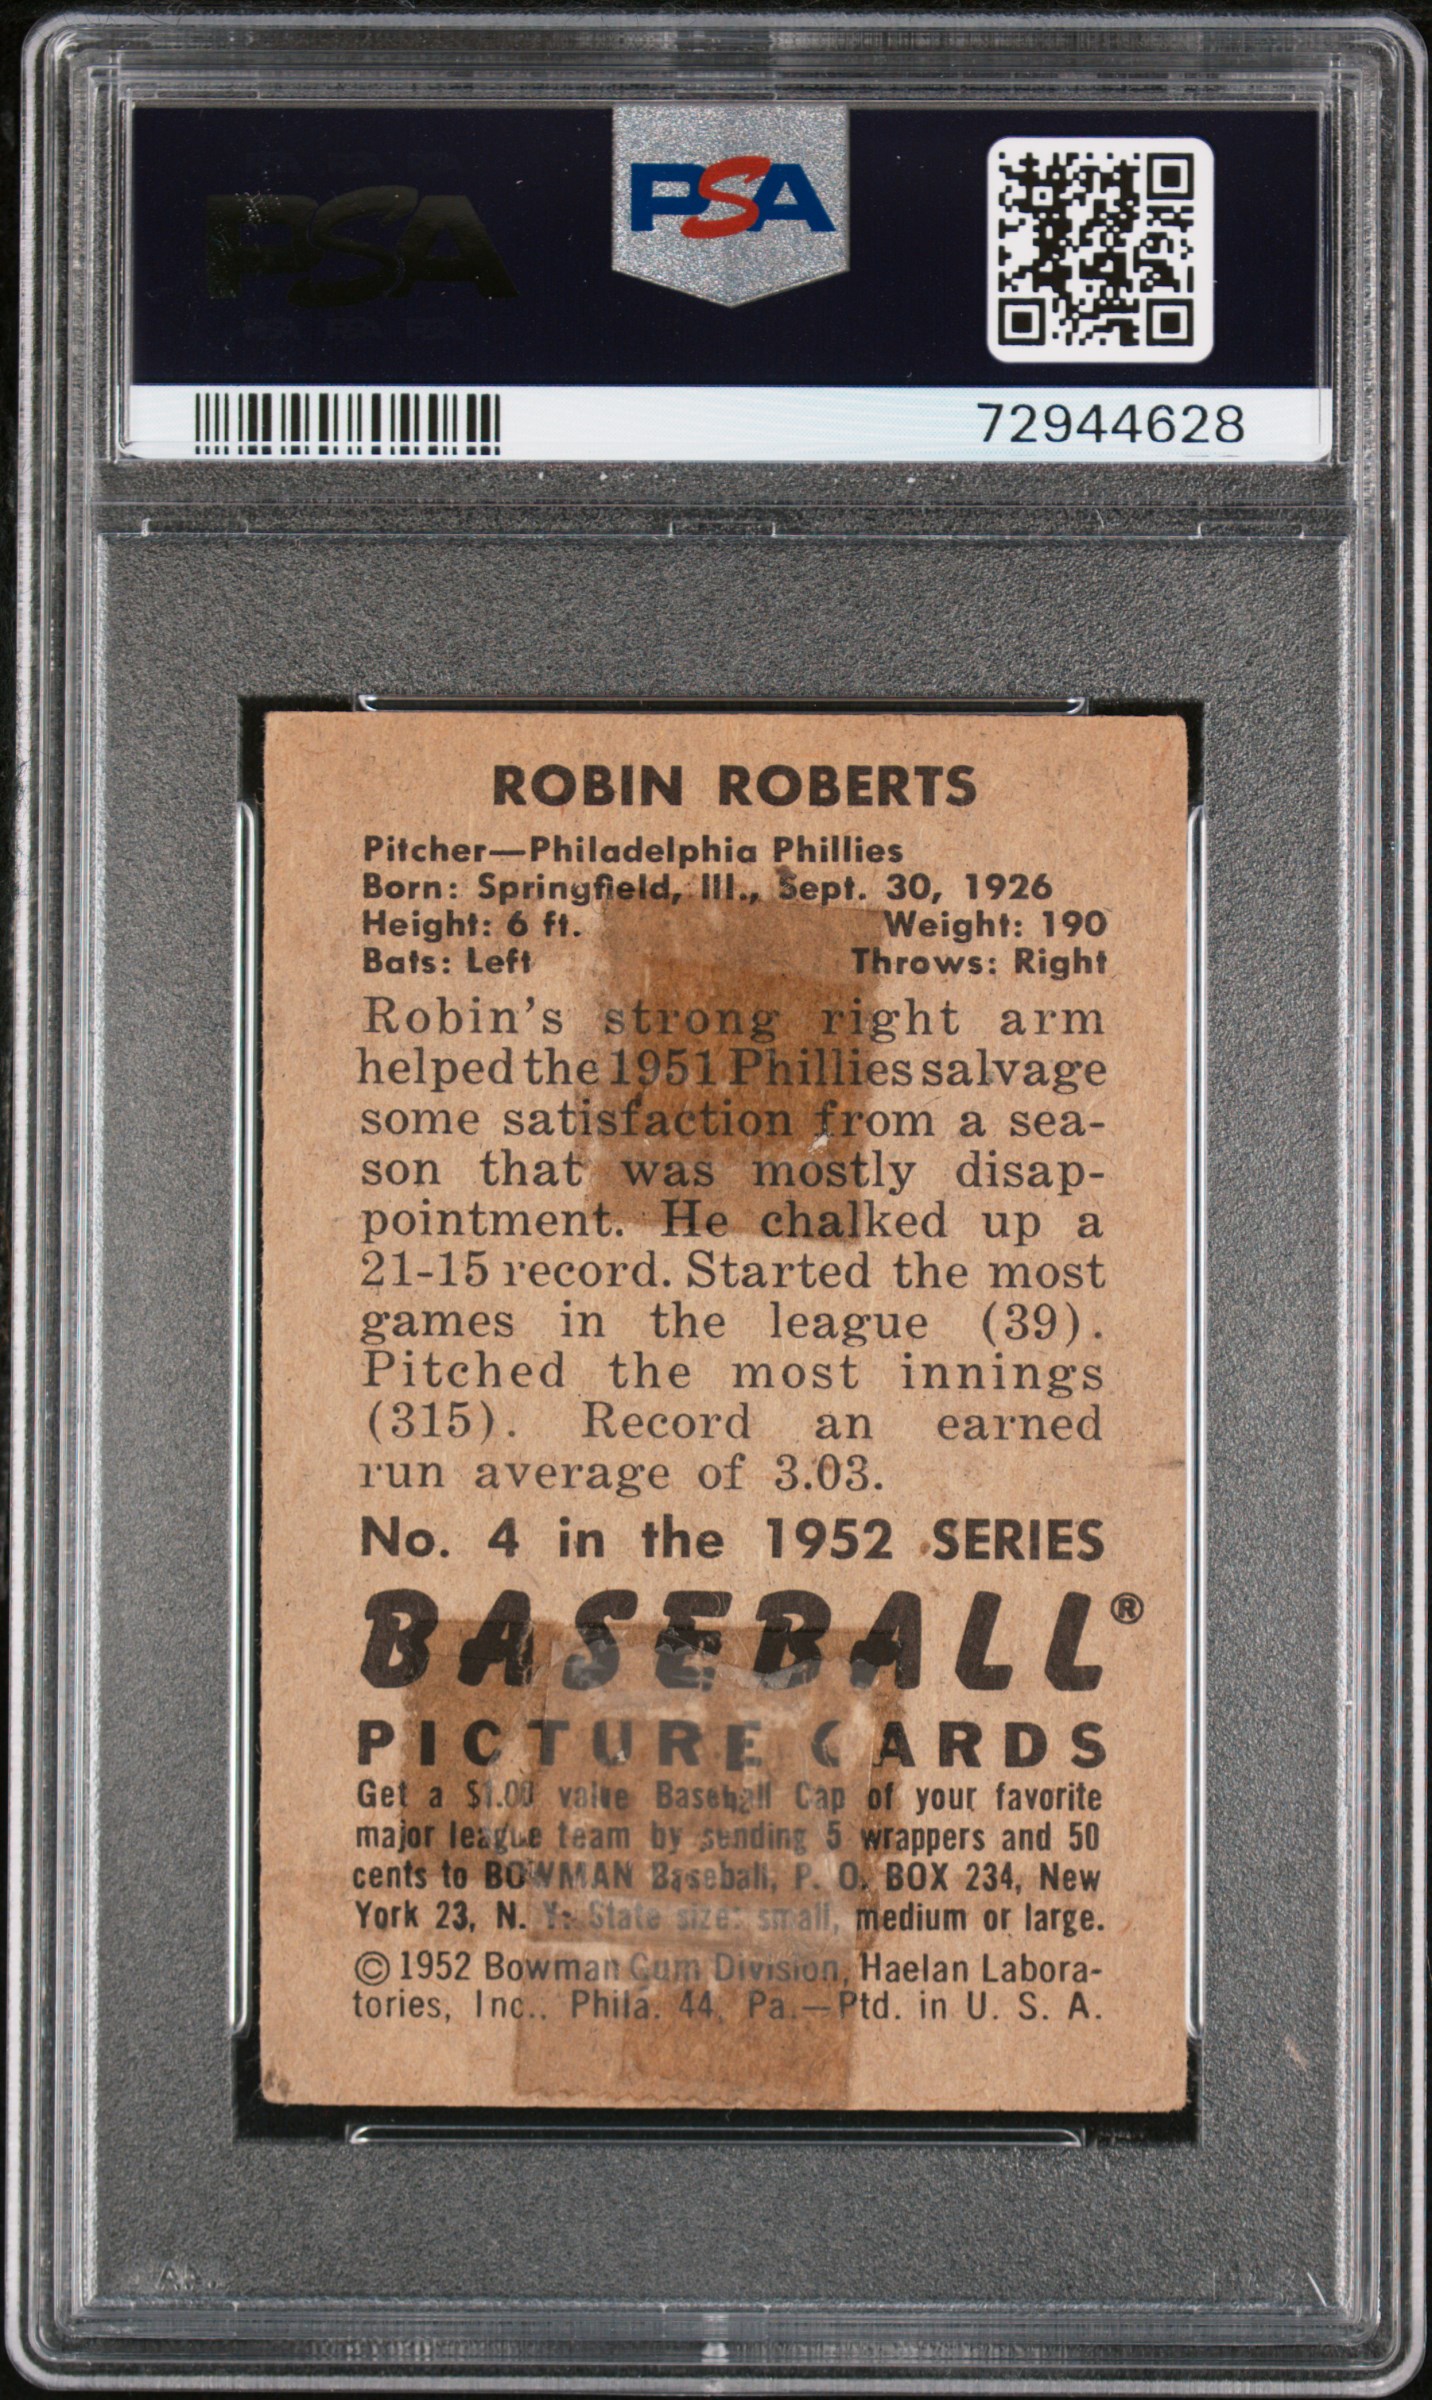 PSA
PSA
72944628
ROBIN ROBERTS
Pitcher—Philadelphia Phillies
Born: Springfield, Ill., Sept. 30, 1926
Height: 6 ft. Weight: 190
Bats: Left Throws: Right
Robin's strong right arm
helped the 1951 Phillies salvage
some satisfaction from a sea-
son that was mostly disap-
pointment. He chalked up a
21-15 record. Started the most
games in the league (39).
Pitched the most innings
(315). Record an earned
run average of 3.03.
No. 4 in the 1952 SERIES
BASEBALL®
PICTURE CARDS
Get a $1.00 value Baseball Cap of your favorite
major league team by sending 5 wrappers and 50
cents to BOWMAN Baseball, P. O. BOX 234, New
York 23, N. Y. State size: small, medium or large.
© 1952 Bowman Gum Division, Haelan Labora-
tories, Inc., Phila. 44, Pa.—Ptd. in U. S. A.